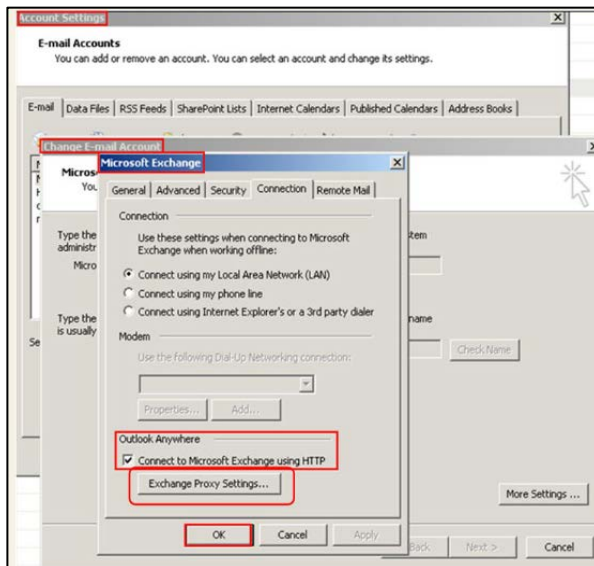 Account Settings
E-mail Accounts
You can add or remove an account. You can select an account and change its settings.
E-mail Data Files RSS Feeds SharePoint Lists Internet Calendars Published Calendars Address Books
Change E-mail Account
Microsoft Exchange
Micros
You
General Advanced Security Connection Remote Mail
Connection
Use these settings when connecting to Microsoft
Exchange when working offline:
Type the
administr
Micro
Connect using my Local Area Network (LAN)
Connect using my phone line
Connect using Internet Explorer's or a 3rd party dialer
Type the
is usually
name
Check Name
Se
Modem
Use the following Dial-Up Networking connection:
Properties... Add...
Outlook Anywhere
Connect to Microsoft Exchange using HTTP
Exchange Proxy Settings...
More Settings ...
OK Cancel Apply
Back Next > Cancel